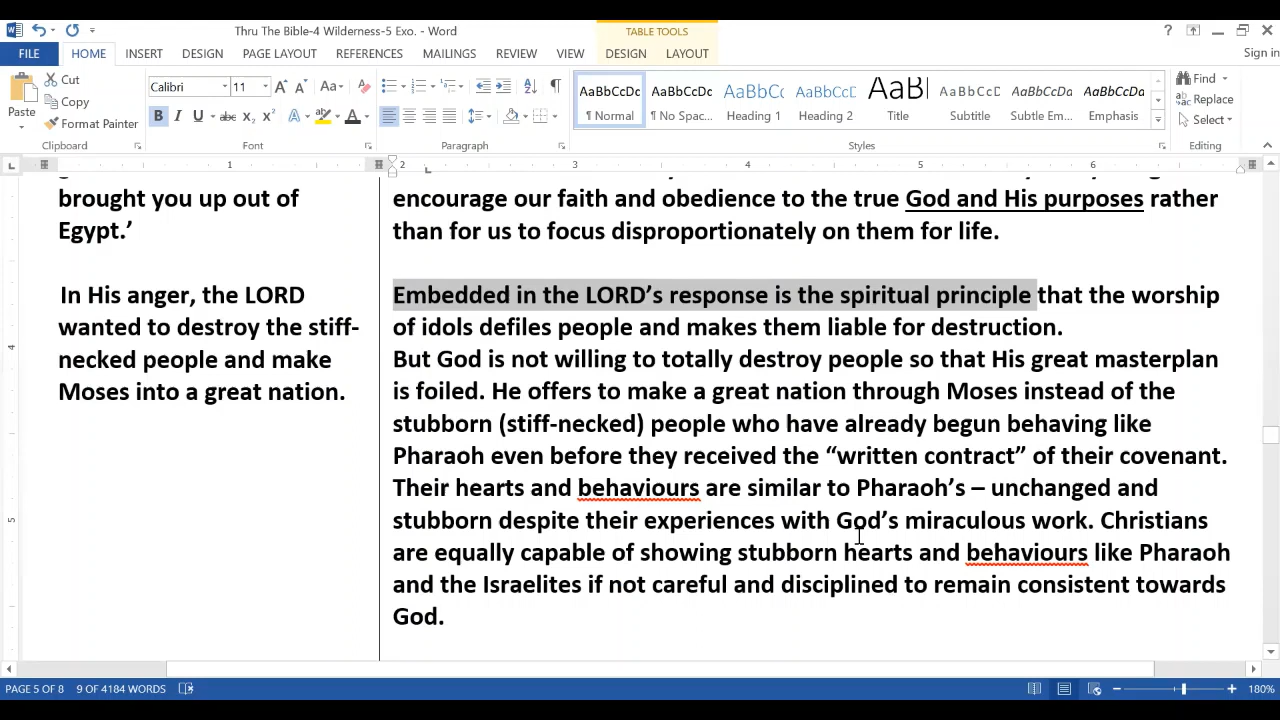 Thru The Bible-4 Wilderness-5 Exo. - Word
TABLE TOOLS
?
FILE
HOME
INSERT
DESIGN
PAGE LAYOUT
REFERENCES
MAILINGS
REVIEW
VIEW
DESIGN
LAYOUT
Sign in
Paste
Cut
Copy
Format Painter
Clipboard
Calibri
11
Font
Paragraph
AaBbCcDc
¶ Normal
AaBbCcDc
¶ No Spac...
AaBbCc
Heading 1
AaBbCcC
Heading 2
AaBl
Title
AaBbCcD
Subtitle
AaBbCcDa
Subtle Em...
AaBbCcDa
Emphasis
Styles
Find
Replace
Select
Editing
1 2 3 4 5 6
brought you up out of
Egypt.’
In His anger, the LORD
wanted to destroy the stiff-
necked people and make
Moses into a great nation.
encourage our faith and obedience to the true God and His purposes rather
than for us to focus disproportionately on them for life.
Embedded in the LORD’s response is the spiritual principle that the worship
of idols defiles people and makes them liable for destruction.
But God is not willing to totally destroy people so that His great masterplan
is foiled. He offers to make a great nation through Moses instead of the
stubborn (stiff-necked) people who have already begun behaving like
Pharaoh even before they received the “written contract” of their covenant.
Their hearts and behaviours are similar to Pharaoh’s – unchanged and
stubborn despite their experiences with God’s miraculous work. Christians
are equally capable of showing stubborn hearts and behaviours like Pharaoh
and the Israelites if not careful and disciplined to remain consistent towards
God.
4
5
PAGE 5 OF 8
9 OF 4184 WORDS
180%